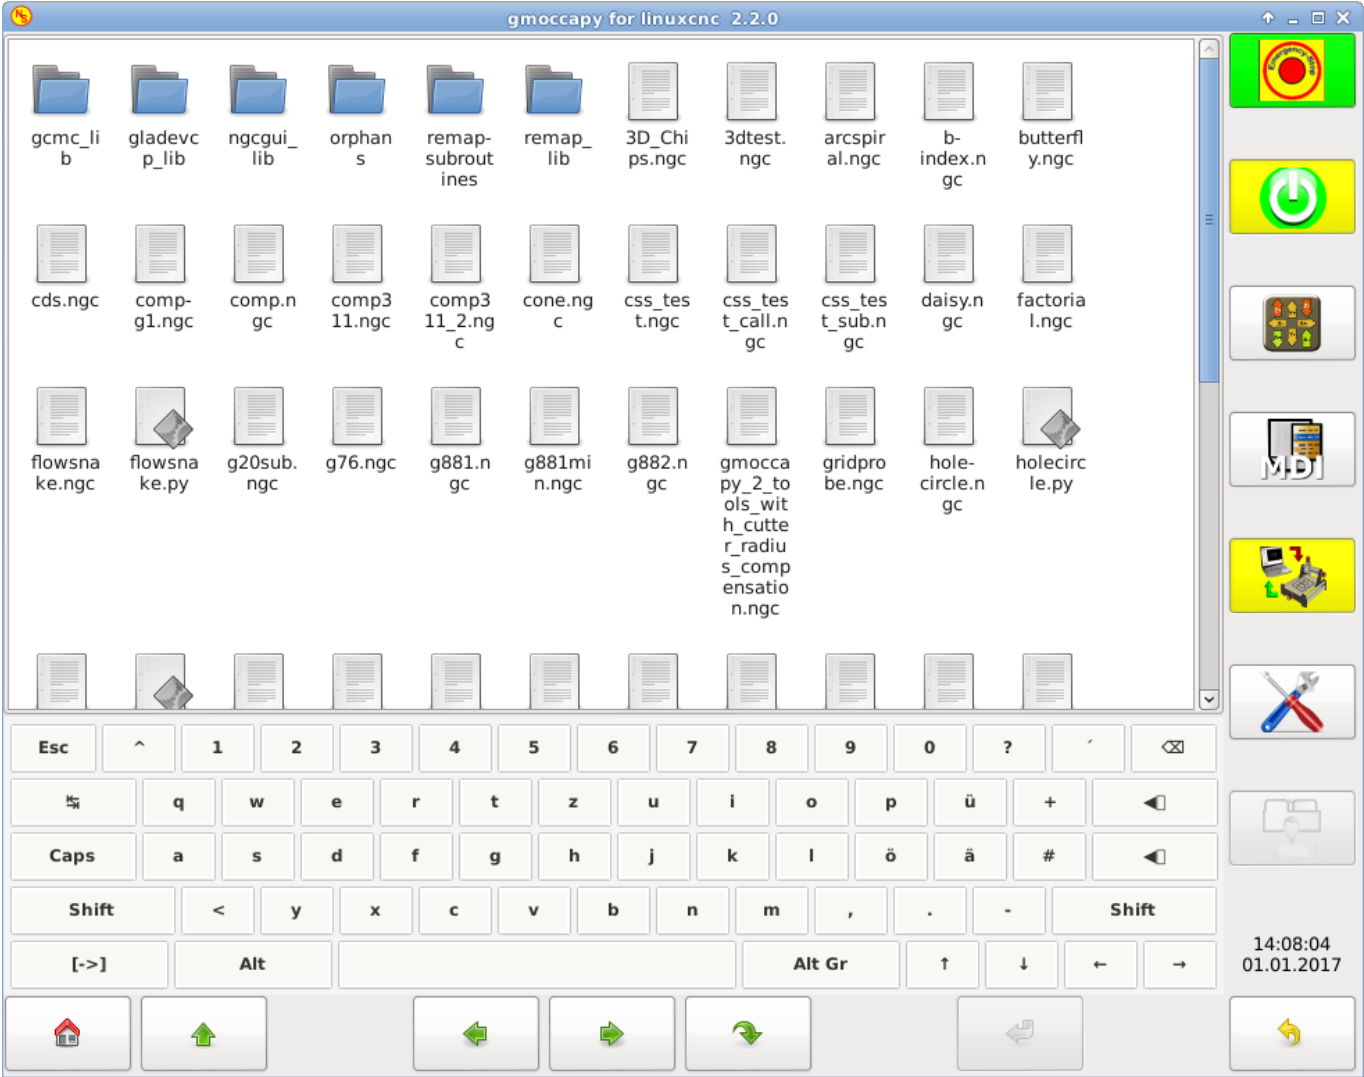 gmoccapy for linuxcnc 2.2.0
Emergency-Stop
gcmc_li
b
gladevc
p_lib
ngcgui_
lib
orphan
s
remap-
subrout
ines
remap_
lib
3D_Chi
ps.ngc
3dtest.
ngc
arcspir
al.ngc
b-
index.n
gc
butterfl
y.ngc
cds.ngc
comp-
g1.ngc
comp.n
gc
comp3
11.ngc
comp3
11_2.ng
c
cone.ng
c
css_tes
t.ngc
css_tes
t_call.n
gc
css_tes
t_sub.n
gc
daisy.n
gc
factoria
l.ngc
flowsna
ke.ngc
flowsna
ke.py
g20sub.
ngc
g76.ngc
g881.n
gc
g881mi
n.ngc
g882.n
gc
gmocca
py_2_to
ols_wit
h_cutte
r_radiu
s_comp
ensatio
n.ngc
gridpro
be.ngc
hole-
circle.n
gc
holecirc
le.py
MDI
Esc ^ 1 2 3 4 5 6 7 8 9 0 ? ´ ⌫
↹ q w e r t z u i o p ü +
Caps a s d f g h j k l ö ä #
Shift < y x c v b n m , . - Shift
[->] Alt Alt Gr ↑ ↓ ← →
14:08:04
01.01.2017